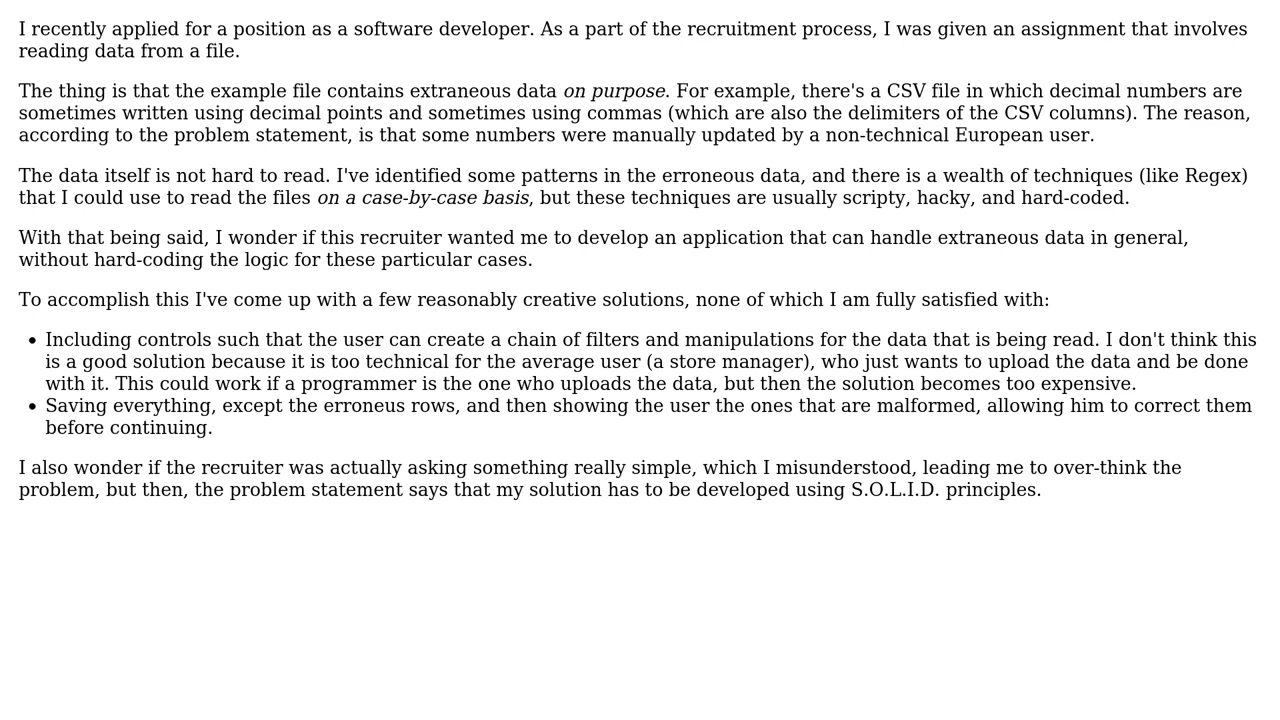 I recently applied for a position as a software developer. As a part of the recruitment process, I was given an assignment that involves
reading data from a file.
The thing is that the example file contains extraneous data on purpose. For example, there's a CSV file in which decimal numbers are
sometimes written using decimal points and sometimes using commas (which are also the delimiters of the CSV columns). The reason,
according to the problem statement, is that some numbers were manually updated by a non-technical European user.
The data itself is not hard to read. I've identified some patterns in the erroneous data, and there is a wealth of techniques (like Regex)
that I could use to read the files on a case-by-case basis, but these techniques are usually scripty, hacky, and hard-coded.
With that being said, I wonder if this recruiter wanted me to develop an application that can handle extraneous data in general,
without hard-coding the logic for these particular cases.
To accomplish this I've come up with a few reasonably creative solutions, none of which I am fully satisfied with:
• Including controls such that the user can create a chain of filters and manipulations for the data that is being read. I don't think this
is a good solution because it is too technical for the average user (a store manager), who just wants to upload the data and be done
with it. This could work if a programmer is the one who uploads the data, but then the solution becomes too expensive.
• Saving everything, except the erroneus rows, and then showing the user the ones that are malformed, allowing him to correct them
before continuing.
I also wonder if the recruiter was actually asking something really simple, which I misunderstood, leading me to over-think the
problem, but then, the problem statement says that my solution has to be developed using S.O.L.I.D. principles.